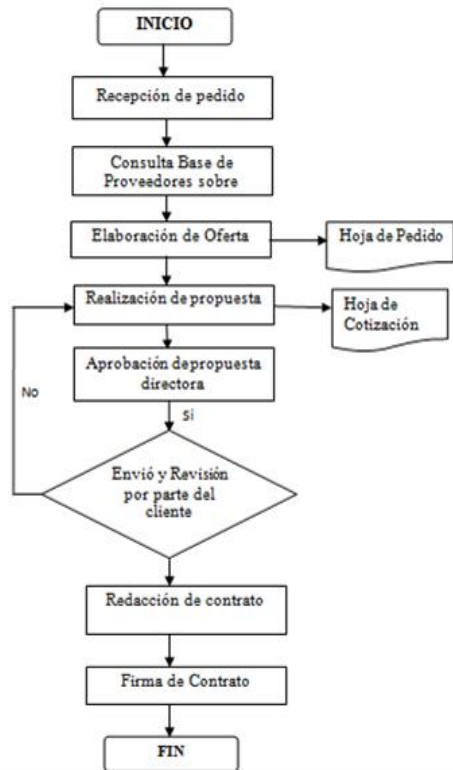 INICIO
Recepción de pedido
Consulta Base de
Proveedores sobre
Elaboración de Oferta
Hoja de Pedido
Realización de propuesta
Hoja de
Cotización
Aprobación de propuesta
directora
No
Si
Envió y Revisión
por parte del
cliente
Redacción de contrato
Firma de Contrato
FIN